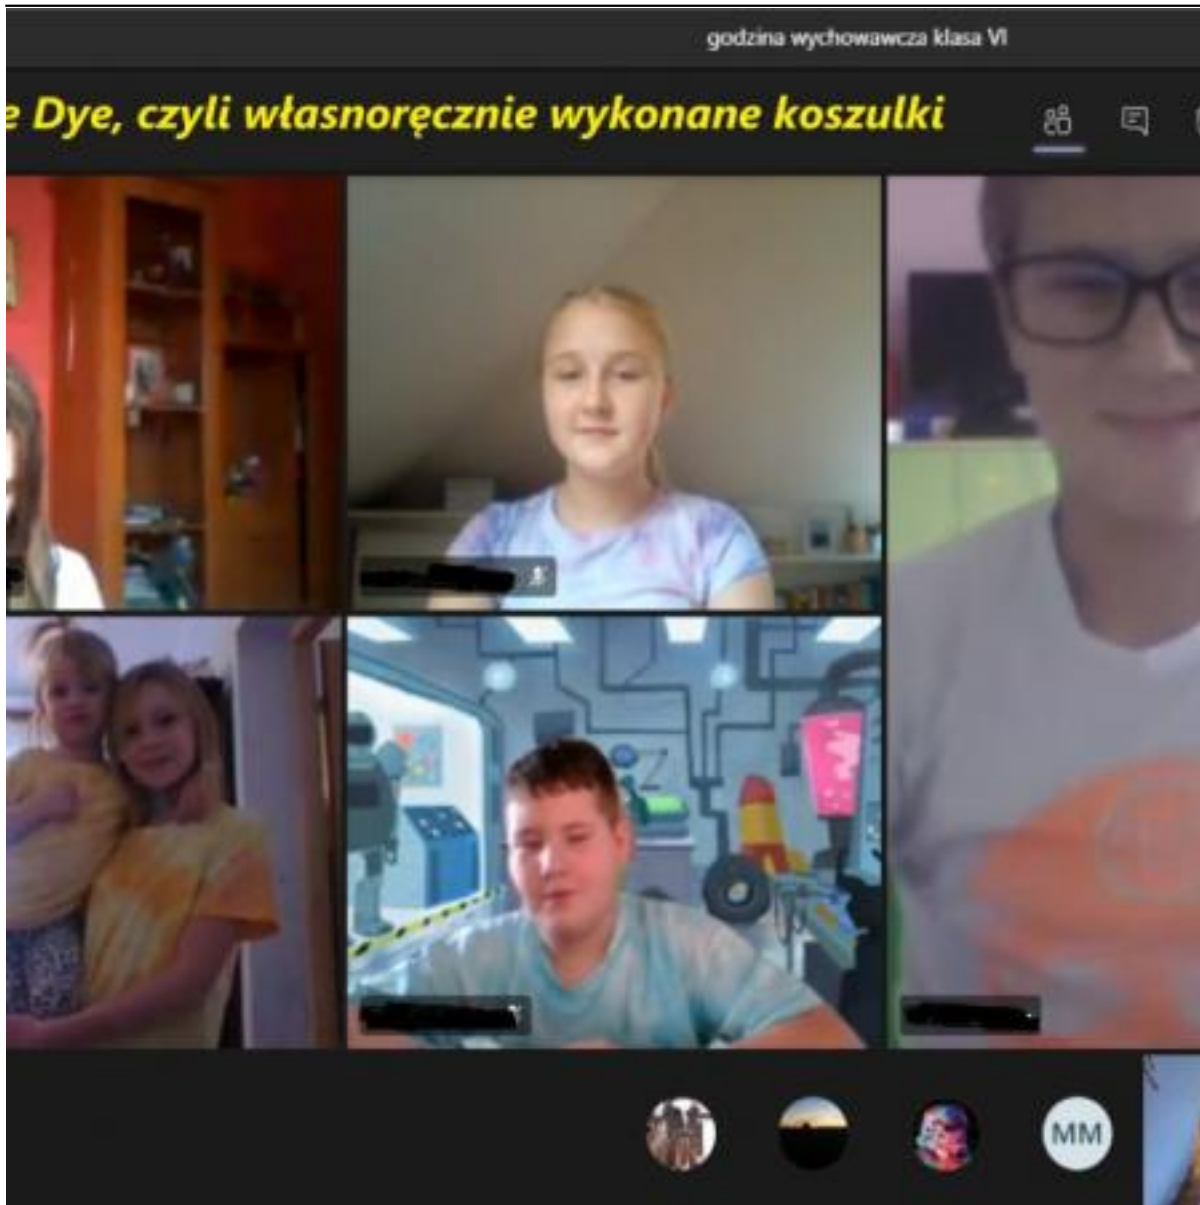 godzina wychowawcza klasa VI
e Dye, czyli własnoręcznie wykonane koszulki
MM